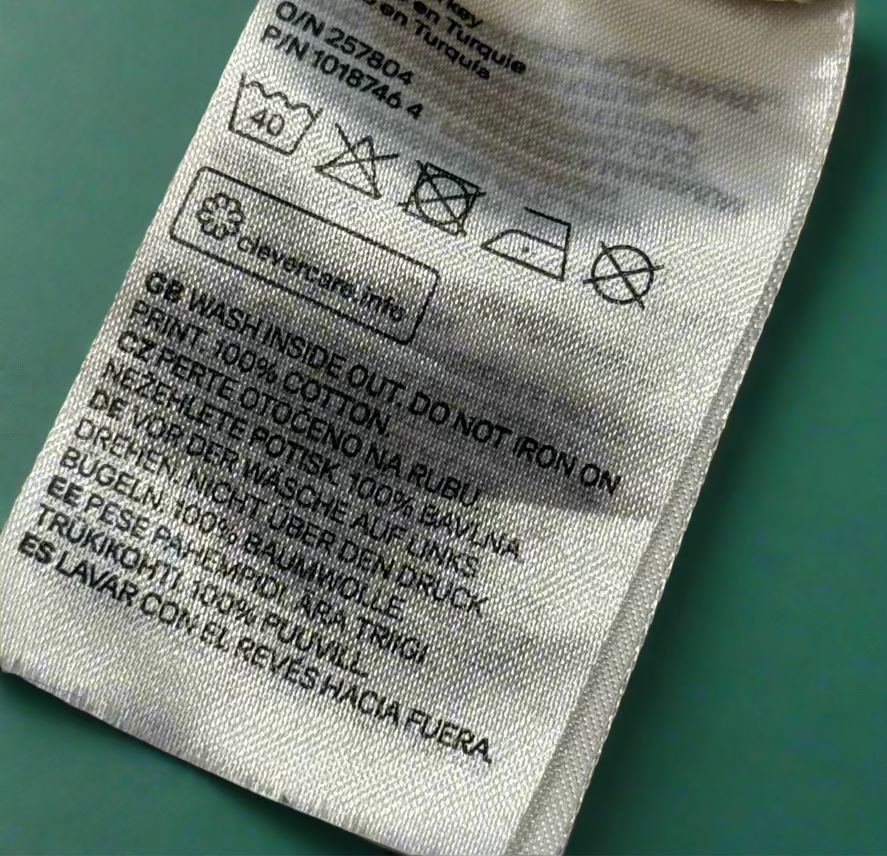 en Turquie
en Turquía
O/N 257804
P/N 1018746 4
40
clevercare.info
GB WASH INSIDE OUT. DO NOT IRON ON
PRINT. 100% COTTON
CZ PERTE OTOČENO NA RUBU
NEŽEHLETE POTISK. 100% BAVLNA
DE VOR DER WÄSCHE AUF LINKS
DREHEN. NICHT ÜBER DEN DRUCK
BÜGELN. 100% BAUMWOLLE
EE PESE PAHEMPIDI. ÄRA TRIIGI
TRÜKIKOHTI. 100% PUUVILL
ES LAVAR CON EL REVÉS HACIA FUERA.